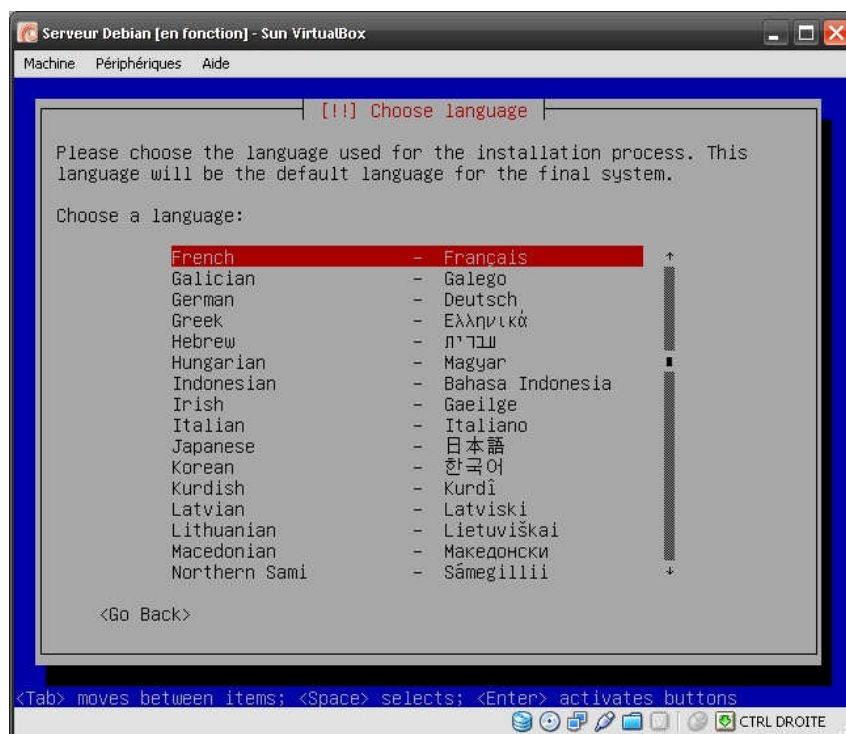 Serveur Debian [en fonction] - Sun VirtualBox
Machine Périphériques Aide
[!!] Choose language
Please choose the language used for the installation process. This
language will be the default language for the final system.
Choose a language:
French - Français
Galician - Galego
German - Deutsch
Greek - Ελληνικά
Hebrew - עברית
Hungarian - Magyar
Indonesian - Bahasa Indonesia
Irish - Gaeilge
Italian - Italiano
Japanese - 日本語
Korean - 한국어
Kurdish - Kurdî
Latvian - Latviski
Lithuanian - Lietuviškai
Macedonian - Македонски
Northern Sami - Sámegillii
<Go Back>
<Tab> moves between items; <Space> selects; <Enter> activates buttons
CTRL DROITE